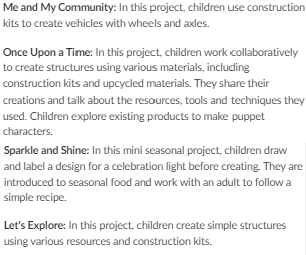 Me and My Community: In this project, children use construction
kits to create vehicles with wheels and axles.
Once Upon a Time: In this project, children work collaboratively
to create structures using various materials, including
construction kits and upcycled materials. They share their
creations and talk about the resources, tools and techniques they
used. Children explore existing products to make puppet
characters.
Sparkle and Shine: In this mini seasonal project, children draw
and label a design for a celebration light before creating. They are
introduced to seasonal food and work with an adult to follow a
simple recipe.
Let's Explore: In this project, children create simple structures
using various resources and construction kits.